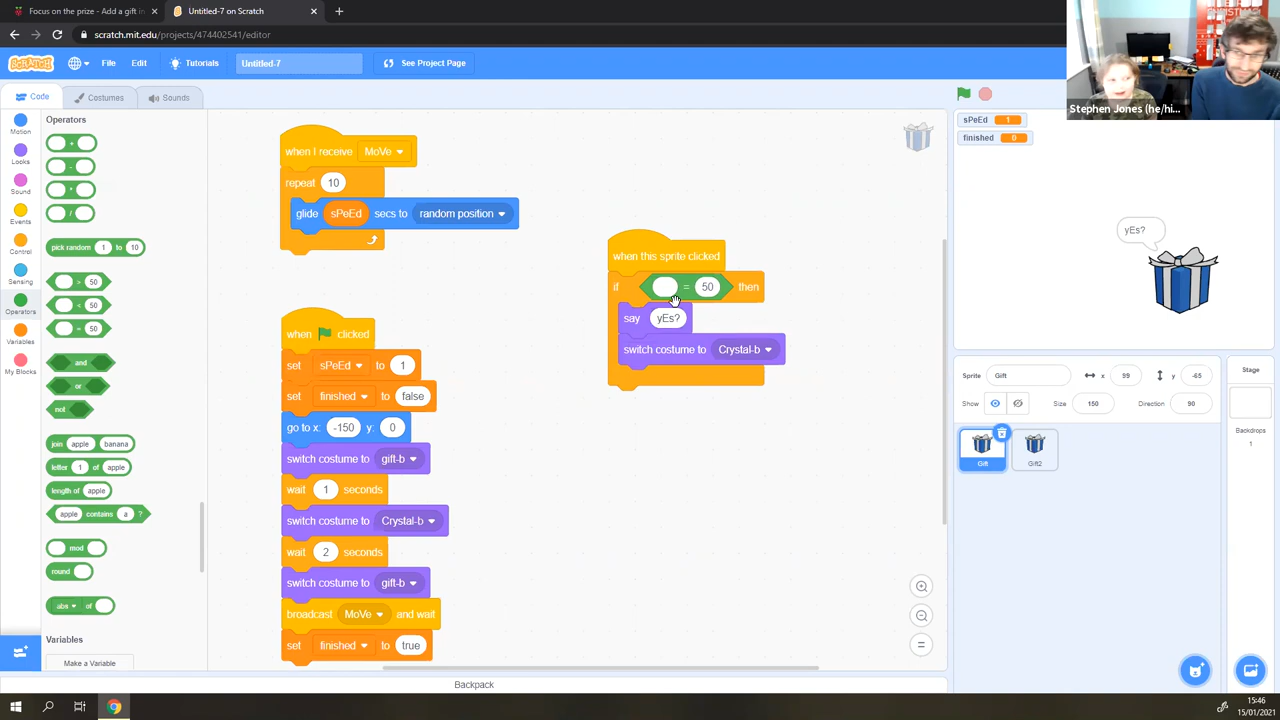 Focus on the prize - Add a gift in
Untitled-7 on Scratch
scratch.mit.edu/projects/474402541/editor
SCRATCH
File
Edit
Tutorials
Untitled-7
See Project Page
Code
Costumes
Sounds
Motion
Looks
Sound
Events
Control
Sensing
Operators
Variables
My Blocks
Operators
+
-
*
/
pick random 1 to 10
> 50
< 50
= 50
and
or
not
join apple banana
letter 1 of apple
length of apple
apple contains a ?
mod
round
abs of
Variables
Make a Variable
when I receive MoVe
repeat 10
glide sPeEd secs to random position
when clicked
set sPeEd to 1
set finished to false
go to x: -150 y: 0
switch costume to gift-b
wait 1 seconds
switch costume to Crystal-b
wait 2 seconds
switch costume to gift-b
broadcast MoVe and wait
set finished to true
when this sprite clicked
if = 50 then
say yEs?
switch costume to Crystal-b
Backpack
Stephen Jones (he/hi...
sPeEd 1
finished 0
yEs?
Sprite Gift x 99 y -65
Show Size 150 Direction 90
Gift
Gift2
Stage
Backdrops
1
15:46
15/01/2021